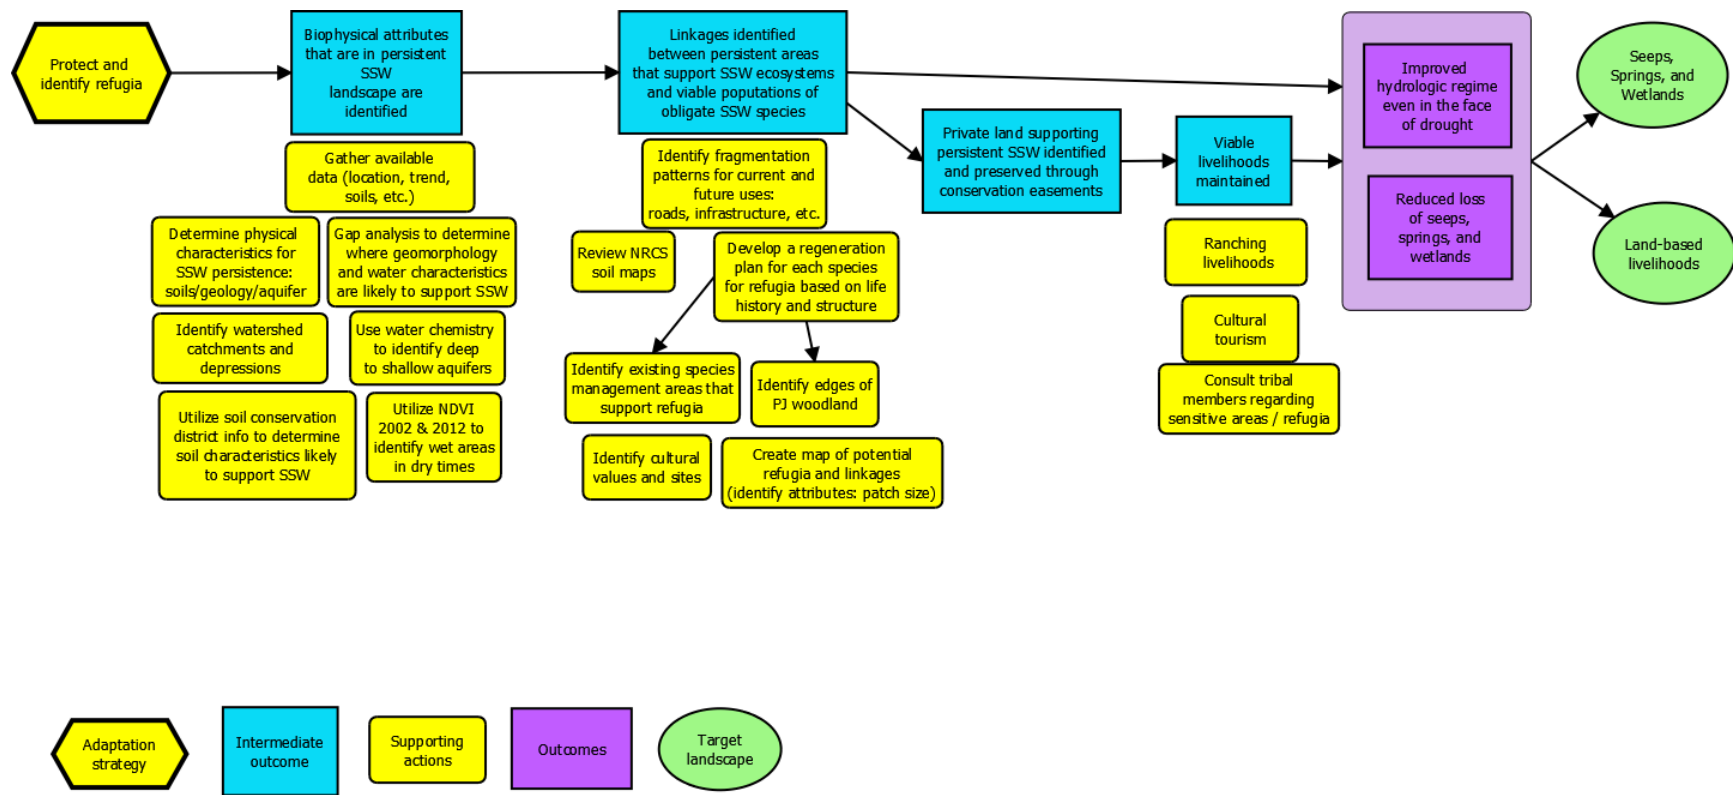 Protect and
identify refugia
Biophysical attributes
that are in persistent
SSW
landscape are
identified
Linkages identified
between persistent areas
that support SSW ecosystems
and viable populations of
obligate SSW species
Private land supporting
persistent SSW identified
and preserved through
conservation easements
Viable
livelihoods
maintained
Improved
hydrologic regime
even in the face
of drought
Reduced loss
of seeps,
springs, and
wetlands
Seeps,
Springs, and
Wetlands
Land-based
livelihoods
Gather available
data (location, trend,
soils, etc.)
Determine physical
characteristics for
SSW persistence:
soils/geology/aquifer
Gap analysis to determine
where geomorphology
and water characteristics
are likely to support SSW
Identify watershed
catchments and
depressions
Use water chemistry
to identify deep
to shallow aquifers
Utilize soil conservation
district info to determine
soil characteristics likely
to support SSW
Utilize NDVI
2002 & 2012 to
identify wet areas
in dry times
Identify fragmentation
patterns for current and
future uses:
roads, infrastructure, etc.
Review NRCS
soil maps
Develop a regeneration
plan for each species
for refugia based on life
history and structure
Identify existing species
management areas that
support refugia
Identify edges of
PJ woodland
Identify cultural
values and sites
Create map of potential
refugia and linkages
(identify attributes: patch size)
Ranching
livelihoods
Cultural
tourism
Consult tribal
members regarding
sensitive areas / refugia
Adaptation
strategy
Intermediate
outcome
Supporting
actions
Outcomes
Target
landscape